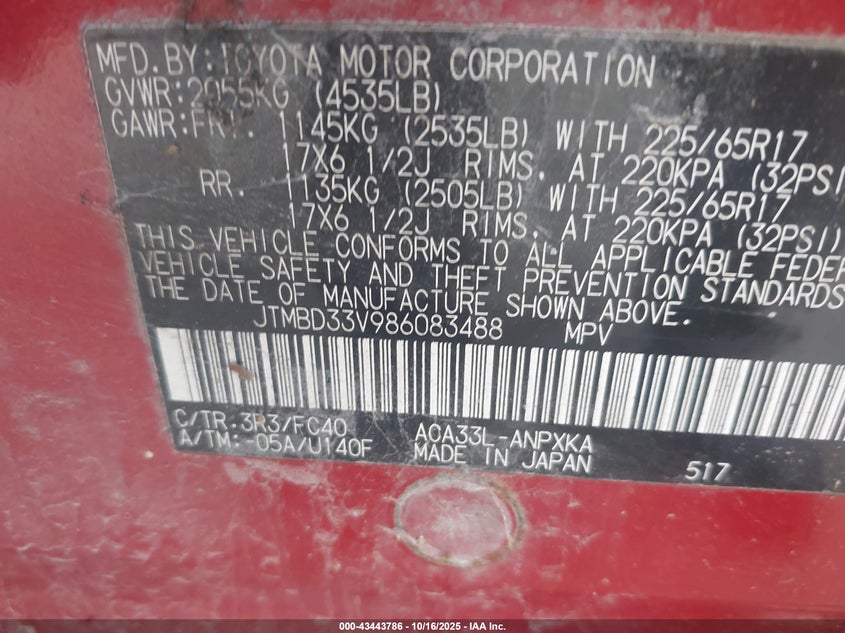 MFD.BY:TOYOTA MOTOR CORPORATION
GVWR:2055KG (4535LB)
GAWR:FRT. 1145KG (2535LB) WITH 225/65R17
17X6 1/2J RIMS, AT 220KPA (32PSI
RR. 1135KG (2505LB) WITH 225/65R17
17X6 1/2J RIMS, AT 220KPA (32PSI)
THIS VEHICLE CONFORMS TO ALL APPLICABLE FEDER
VEHICLE SAFETY AND THEFT PREVENTION STANDARDS
THE DATE OF MANUFACTURE SHOWN ABOVE.
JTMBD33V986083488 MPV
C/TR:3R3/FC40 ACA33L-ANPXKA
A/TM:-05A/U140F MADE IN JAPAN 517
000-43443786 - 10/16/2025 - IAA Inc.